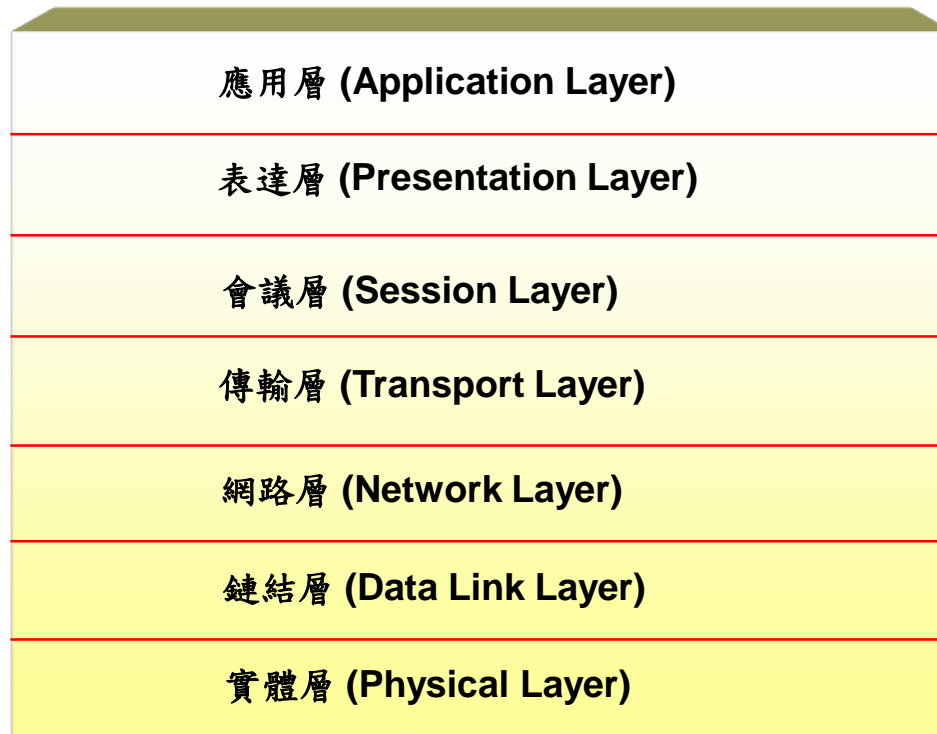 應用層 (Application Layer)
表達層 (Presentation Layer)
會議層 (Session Layer)
傳輸層 (Transport Layer)
網路層 (Network Layer)
鏈結層 (Data Link Layer)
實體層 (Physical Layer)